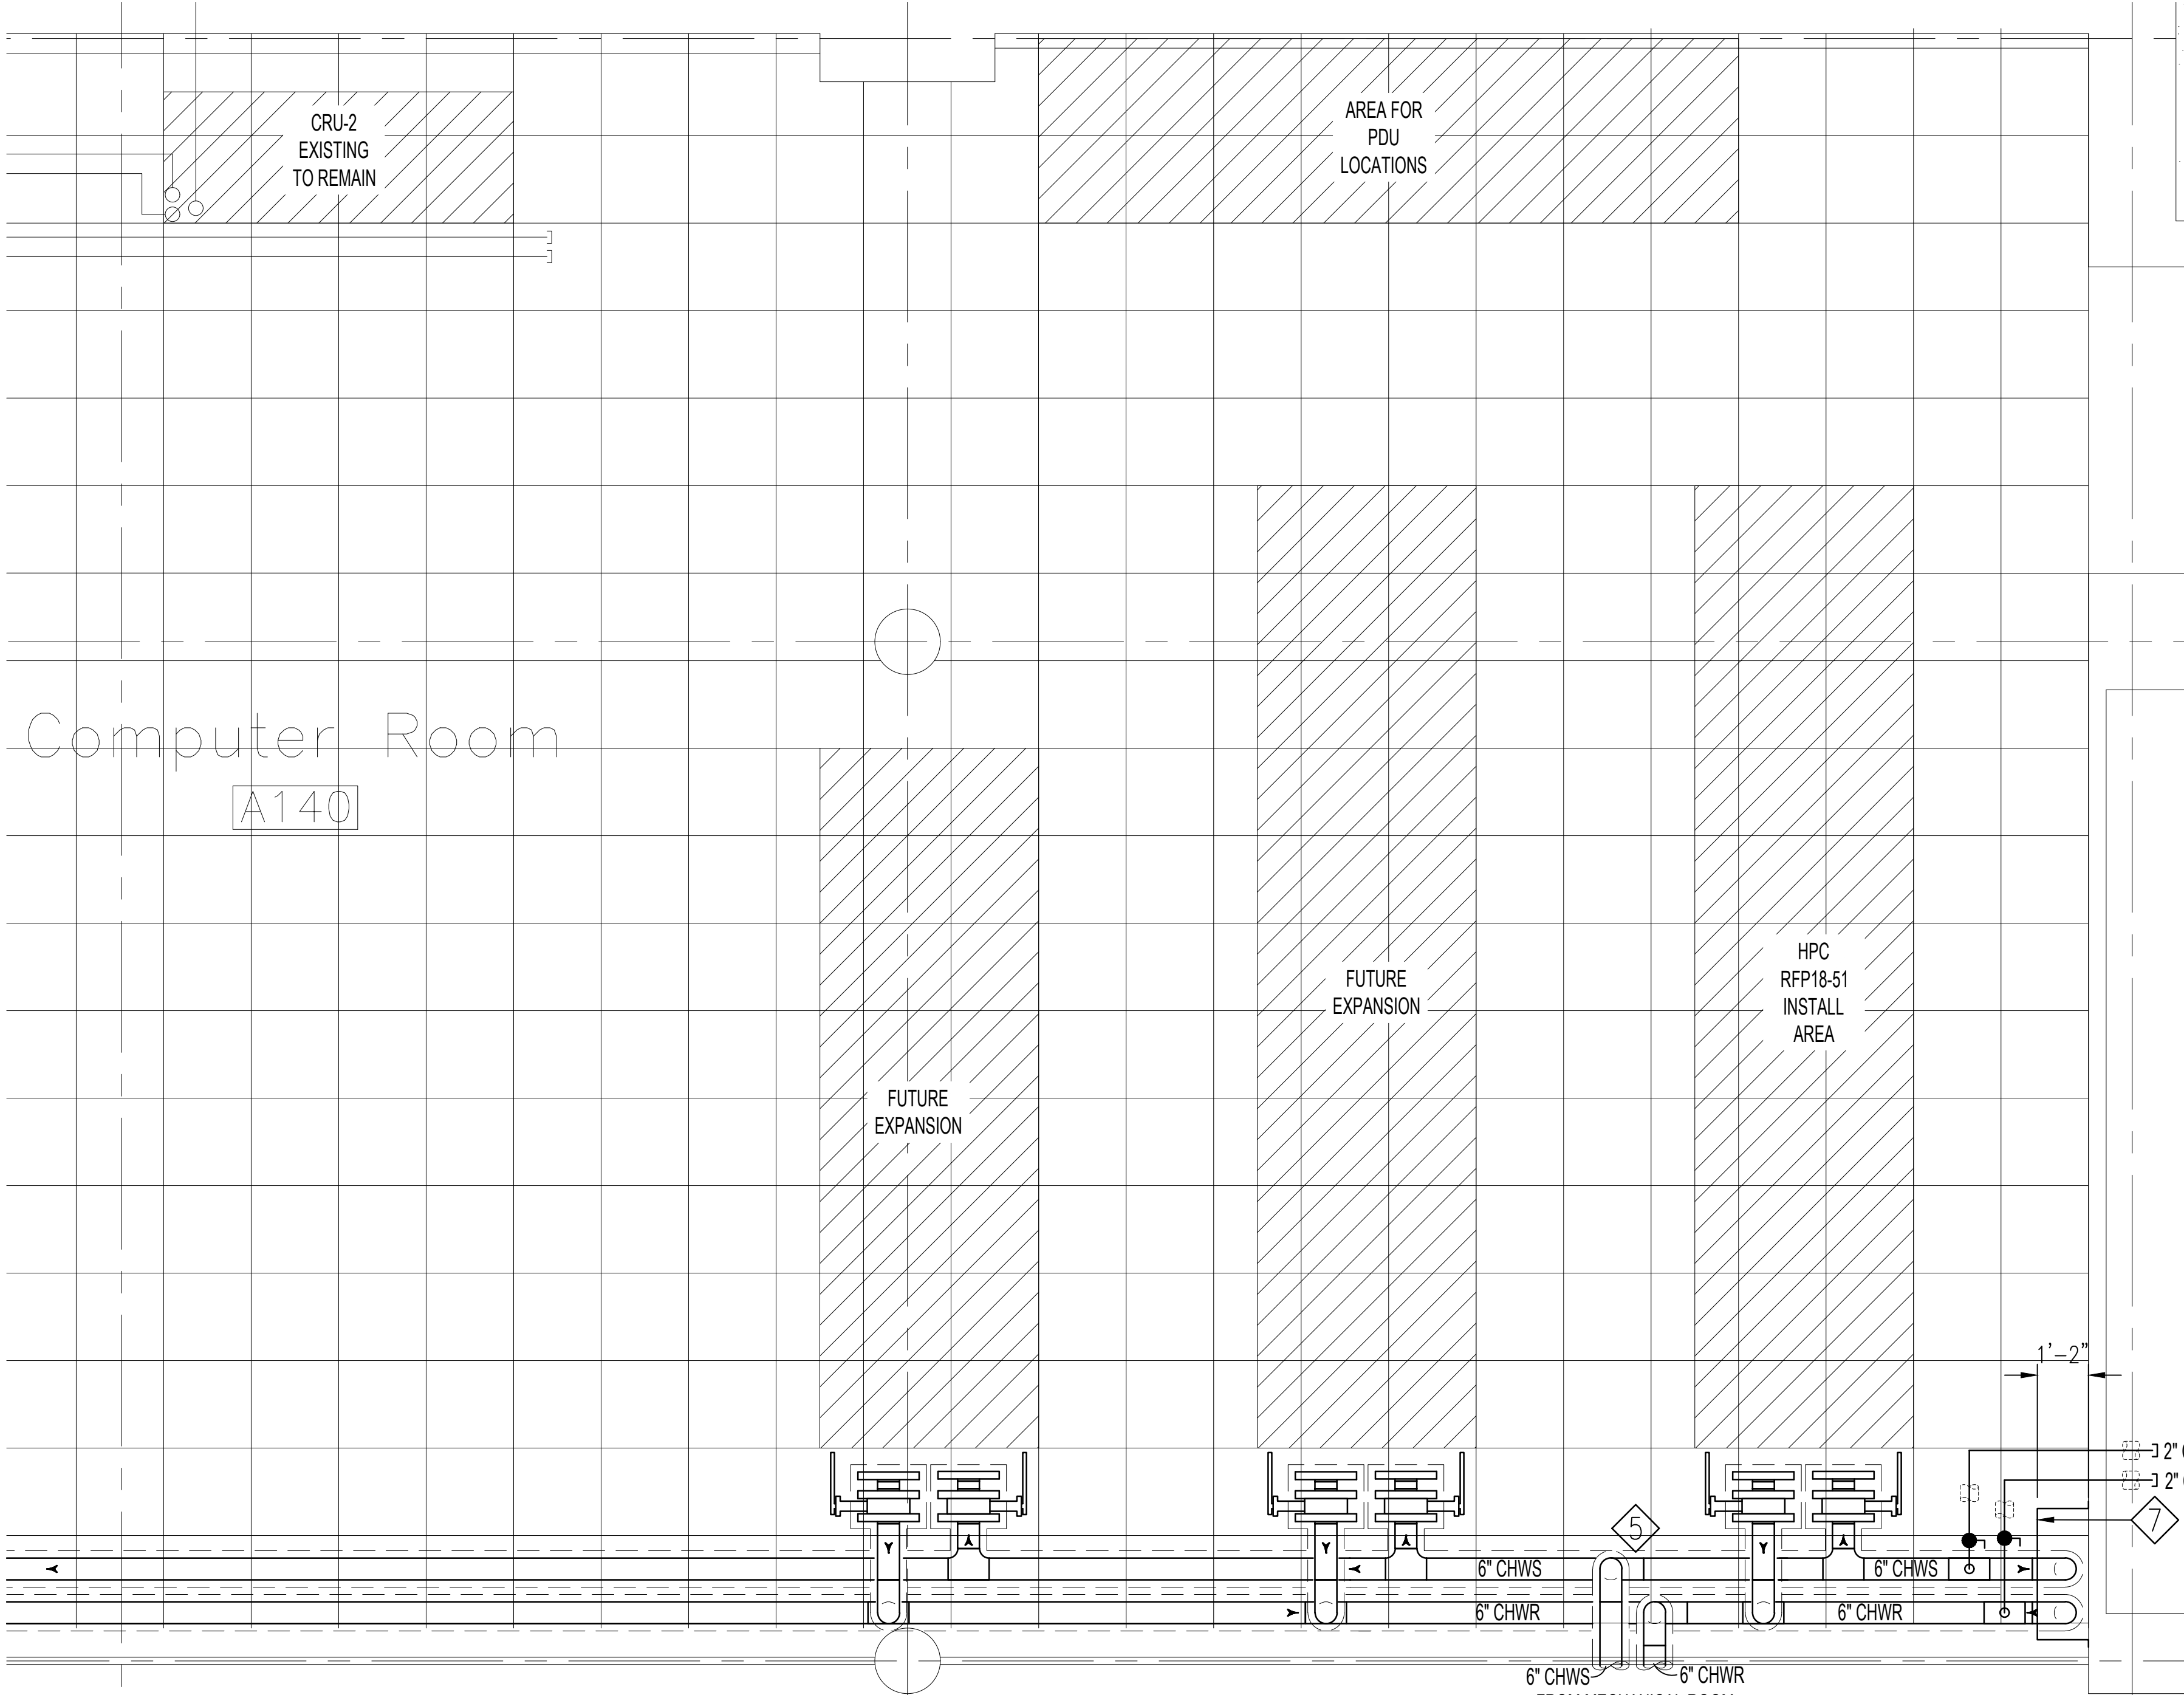 CRU-2
EXISTING
TO REMAIN
AREA FOR
PDU
LOCATIONS
Computer Room
A140
HPC
RFP18-51
INSTALL
AREA
FUTURE
EXPANSION
FUTURE
EXPANSION
1'-2"
2"
2"
7
5
6" CHWS
6" CHWS
6" CHWR
6" CHWR
6" CHWS
6" CHWR